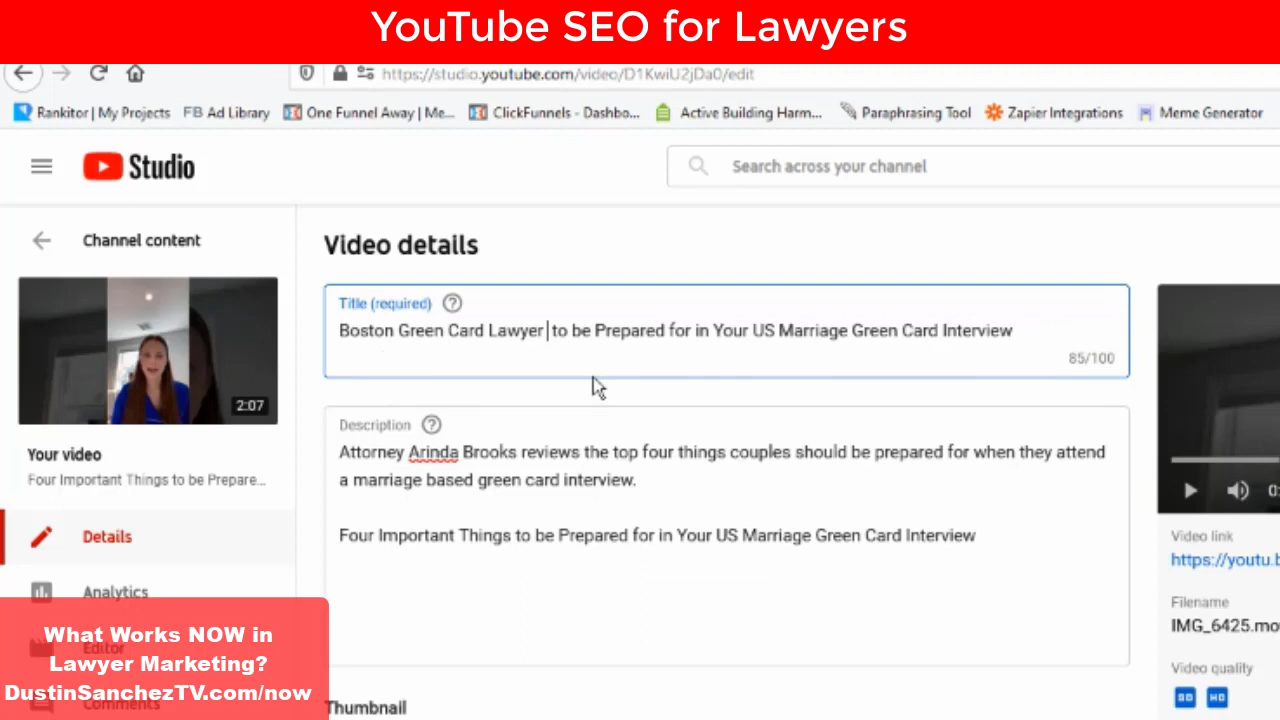 YouTube SEO for Lawyers
https://studio.youtube.com/video/D1KwiU2jDa0/edit
Rankitor | My Projects FB Ad Library One Funnel Away | Me... ClickFunnels - Dashbo... Active Building Harm... Paraphrasing Tool Zapier Integrations Meme Generator
Studio
Search across your channel
Channel content
Video details
Title (required)
Boston Green Card Lawyer to be Prepared for in Your US Marriage Green Card Interview
85/100
2:07
Description
Attorney Arinda Brooks reviews the top four things couples should be prepared for when they attend
a marriage based green card interview.
Four Important Things to be Prepared for in Your US Marriage Green Card Interview
Your video
Four Important Things to be Prepare...
Details
Analytics
Editor
Comments
What Works NOW in
Lawyer Marketing?
DustinSanchezTV.com/now
Thumbnail
Video link
https://youtu.b
Filename
IMG_6425.mo
Video quality
SD HD